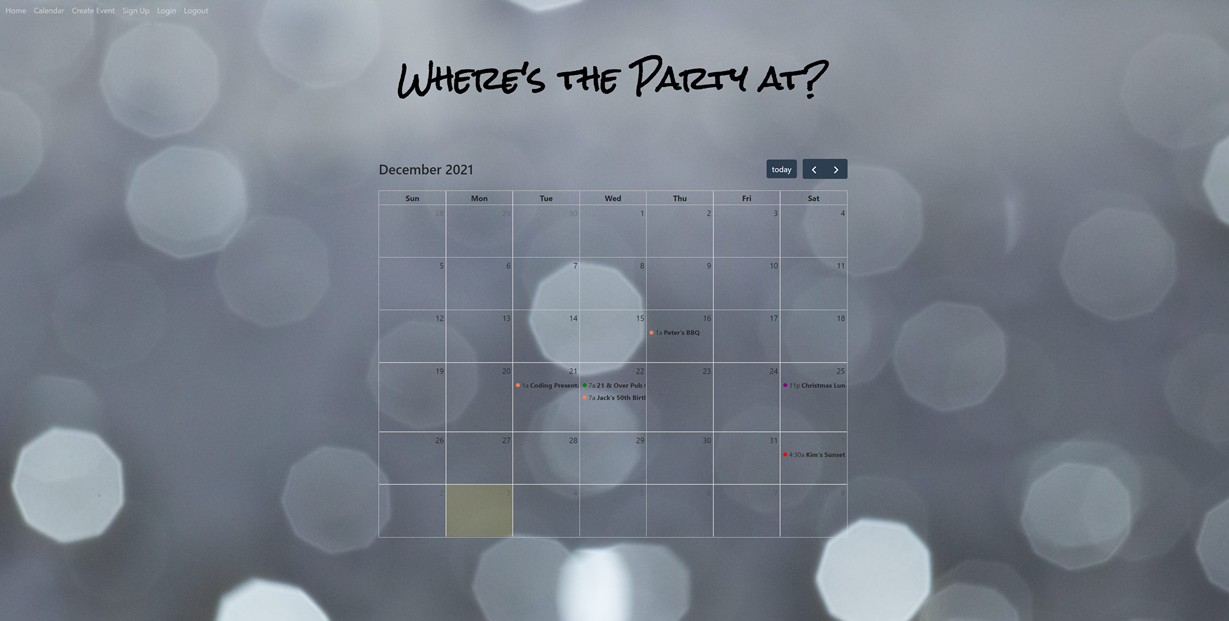 Home Calendar Create Event Sign Up Login Logout
Where's the Party at?
December 2021
today
Sun Mon Tue Wed Thu Fri Sat
28 29 30 1 2 3 4
5 6 7 8 9 10 11
12 13 14 15 16 17 18
1a Peter's BBQ
19 20 21 22 23 24 25
1a Coding Present 7a 21 & Over Pub 11p Christmas Lun
7a Jack's 50th Birt
26 27 28 29 30 31 1
4:30a Kim's Sunset
2 3 4 5 6 7 8